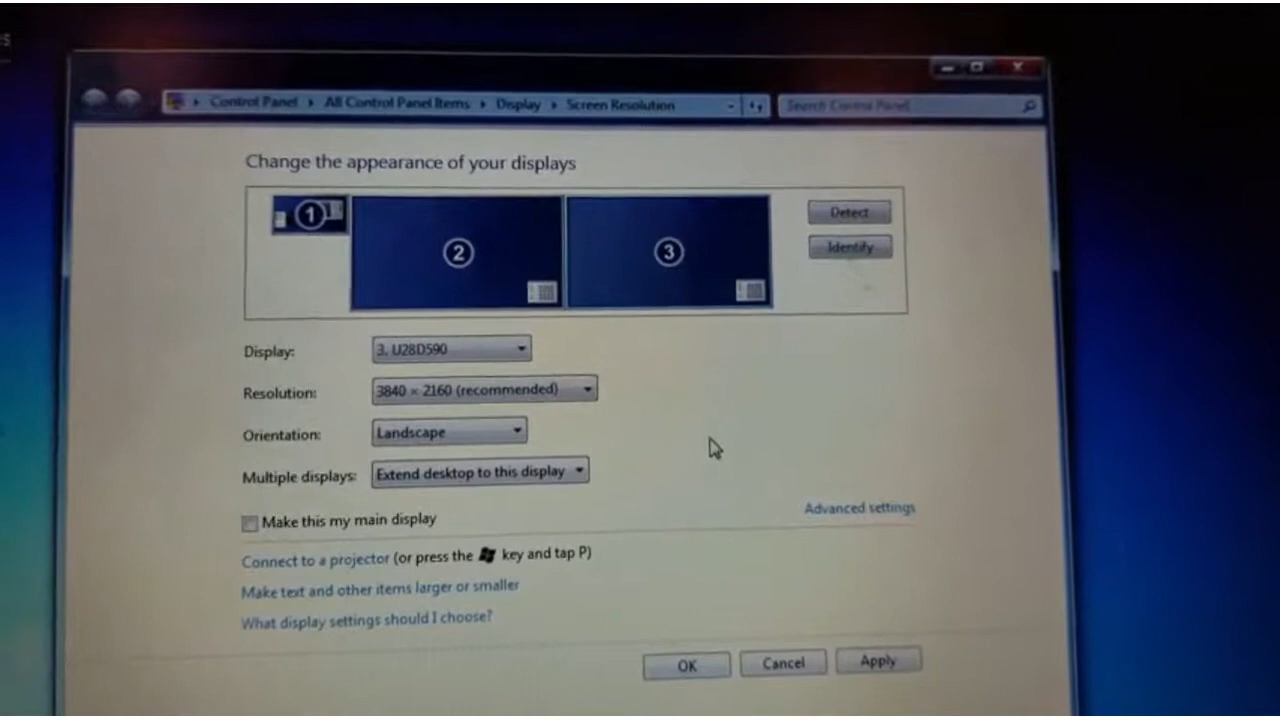 Control Panel All Control Panel Items Display Screen Resolution
Search Control Panel
Change the appearance of your displays
1
2
3
Detect
Identify
Display: 3. U28D590
Resolution: 3840 × 2160 (recommended)
Orientation: Landscape
Multiple displays: Extend desktop to this display
Make this my main display
Advanced settings
Connect to a projector (or press the key and tap P)
Make text and other items larger or smaller
What display settings should I choose?
OK Cancel Apply